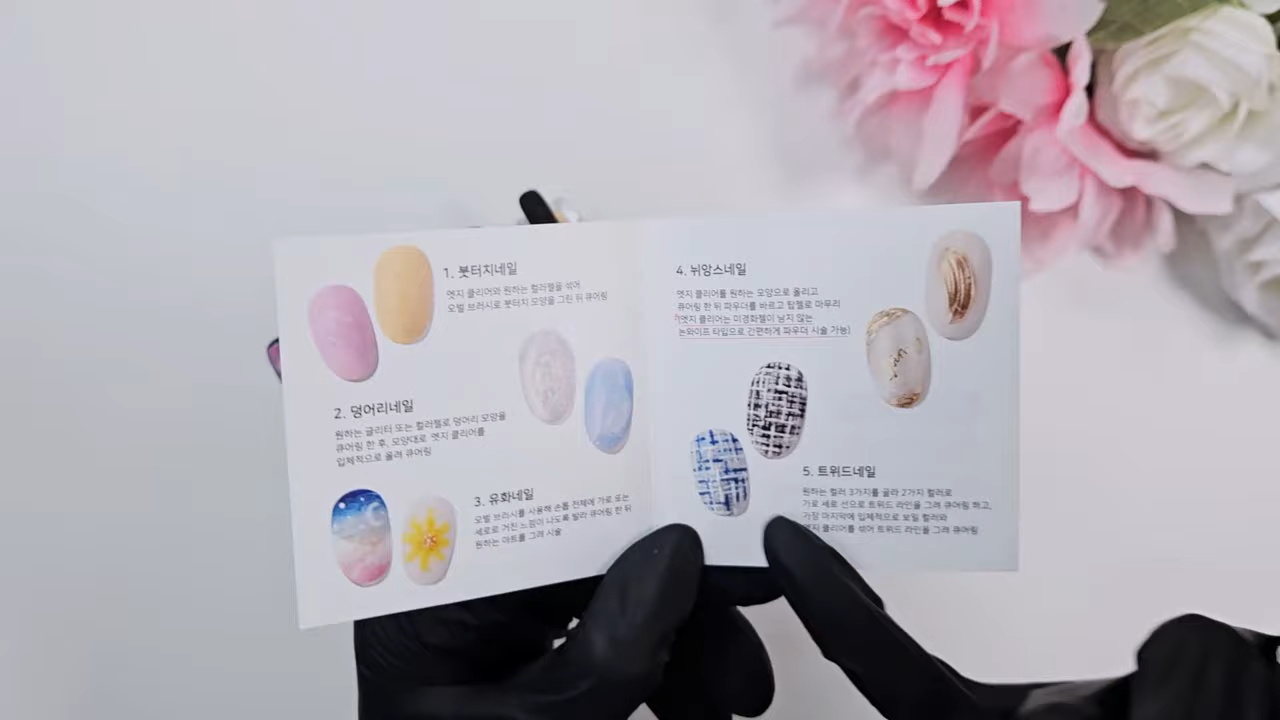 1. 붓터치네일
엣지 클리어와 원하는 컬러젤을 섞어
오벌 브러시로 붓터치 모양을 그린 뒤 큐어링
2. 덩어리네일
원하는 글리터 또는 컬러젤로 덩어리 모양을
큐어링 한 후, 모양대로 엣지 클리어를
입체적으로 올려 큐어링
3. 유화네일
오벌 브러시를 사용해 손톱 전체에 가로 또는
세로로 거친 느낌이 나도록 발라 큐어링 한 뒤
원하는 아트를 그려 시술
4. 뉘앙스네일
엣지 클리어를 원하는 모양으로 올리고
큐어링 한 뒤 파우더를 바르고 탑젤로 마무리
(엣지 클리어는 미경화젤이 남지 않는
논와이프 타입으로 간편하게 파우더 시술 가능)
5. 트위드네일
원하는 컬러 3가지를 골라 2가지 컬러로
가로 세로 선으로 트위드 라인을 그려 큐어링 하고,
가장 마지막에 입체적으로 보일 컬러와
엣지 클리어를 섞어 트위드 라인을 그려 큐어링